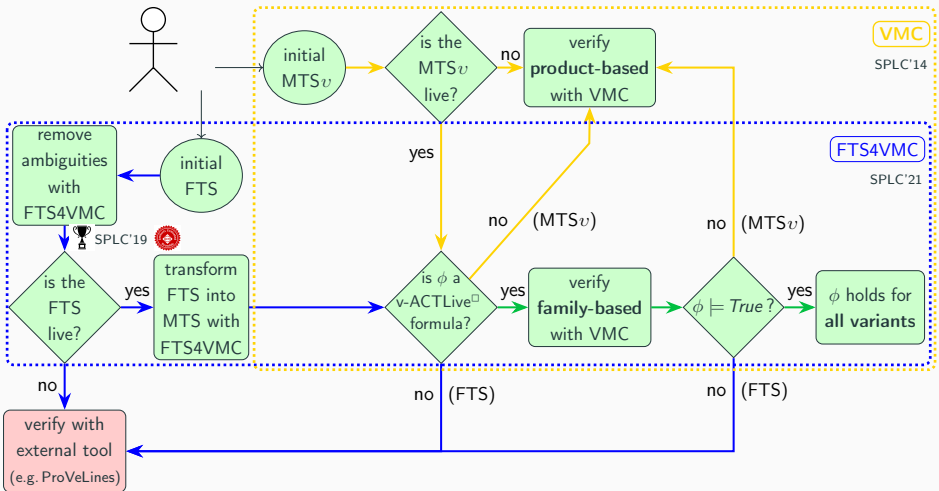 VMC
SPLC'14
initial
MTSυ
is the
MTSυ
live?
no
verify
product-based
with VMC
FTS4VMC
SPLC'21
remove
ambiguities
with
FTS4VMC
initial
FTS
yes
no (MTSυ)
no (MTSυ)
SPLC'19
is the
FTS
live?
yes
transform
FTS into
MTS with
FTS4VMC
is ϕ a
v-ACTLive□
formula?
yes
verify
family-based
with VMC
ϕ ⊨ True ?
yes
ϕ holds for
all variants
no
no (FTS)
no (FTS)
verify with
external tool
(e.g. ProVeLines)